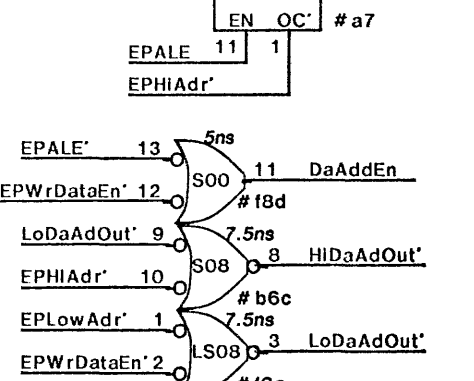 EN OC' # a7
EPALE 11 1
EPHiAdr'
5ns
EPALE' 13
S00 11 DaAddEn
EPWrDataEn' 12
# f8d
LoDaAdOut' 9 7.5ns
S08 8 HiDaAdOut'
EPHiAdr' 10
# b6c
EPLowAdr' 1 7.5ns
LS08 3 LoDaAdOut'
EPWrDataEn' 2